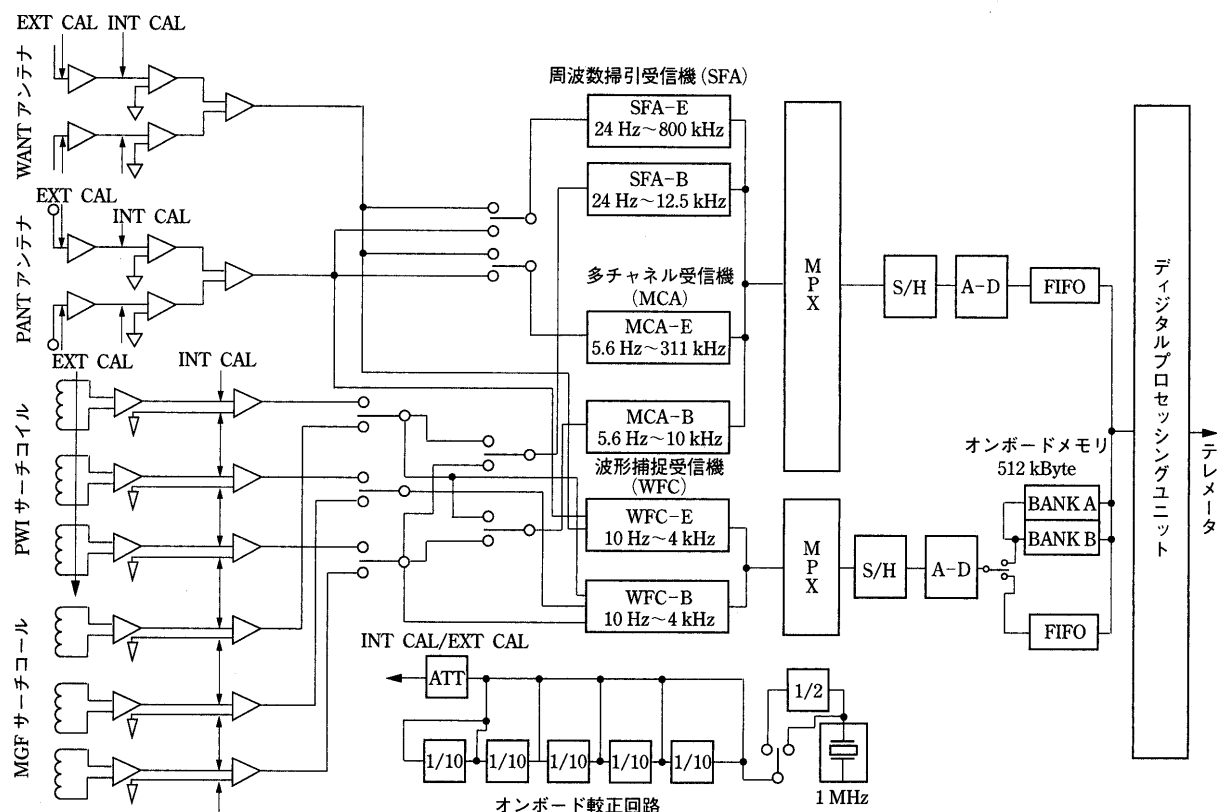 EXT CAL INT CAL
WANT アンテナ
EXT CAL
INT CAL
PANT アンテナ
EXT CAL
INT CAL
PWI サーチコイル
MGF サーチコール
周波数掃引受信機 (SFA)
SFA-E
24 Hz～800 kHz
SFA-B
24 Hz～12.5 kHz
多チャネル受信機
(MCA)
MCA-E
5.6 Hz～311 kHz
MCA-B
5.6 Hz～10 kHz
波形捕捉受信機
(WFC)
WFC-E
10 Hz～4 kHz
WFC-B
10 Hz～4 kHz
MPX
S/H
A-D
FIFO
MPX
S/H
A-D
オンボードメモリ
512 kByte
BANK A
BANK B
FIFO
ディジタルプロセッシングユニット
テレメータ
INT CAL/EXT CAL
ATT
1/10
1/10
1/10
1/10
1/10
1/2
1 MHz
オンボード較正回路